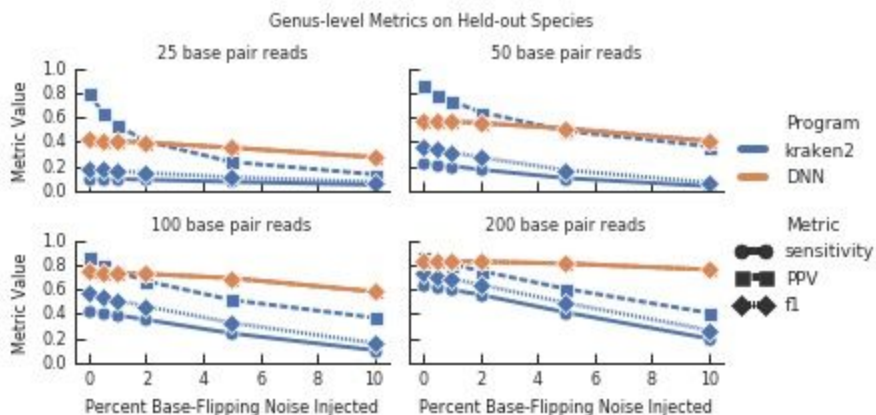 Genus-level Metrics on Held-out Species
25 base pair reads
50 base pair reads
1.0
0.8
0.6
0.4
0.2
0.0
Metric Value
Program
kraken2
DNN
100 base pair reads
200 base pair reads
1.0
0.8
0.6
0.4
0.2
0.0
Metric Value
Metric
sensitivity
PPV
f1
0 2 4 6 8 10
0 2 4 6 8 10
Percent Base-Flipping Noise Injected
Percent Base-Flipping Noise Injected